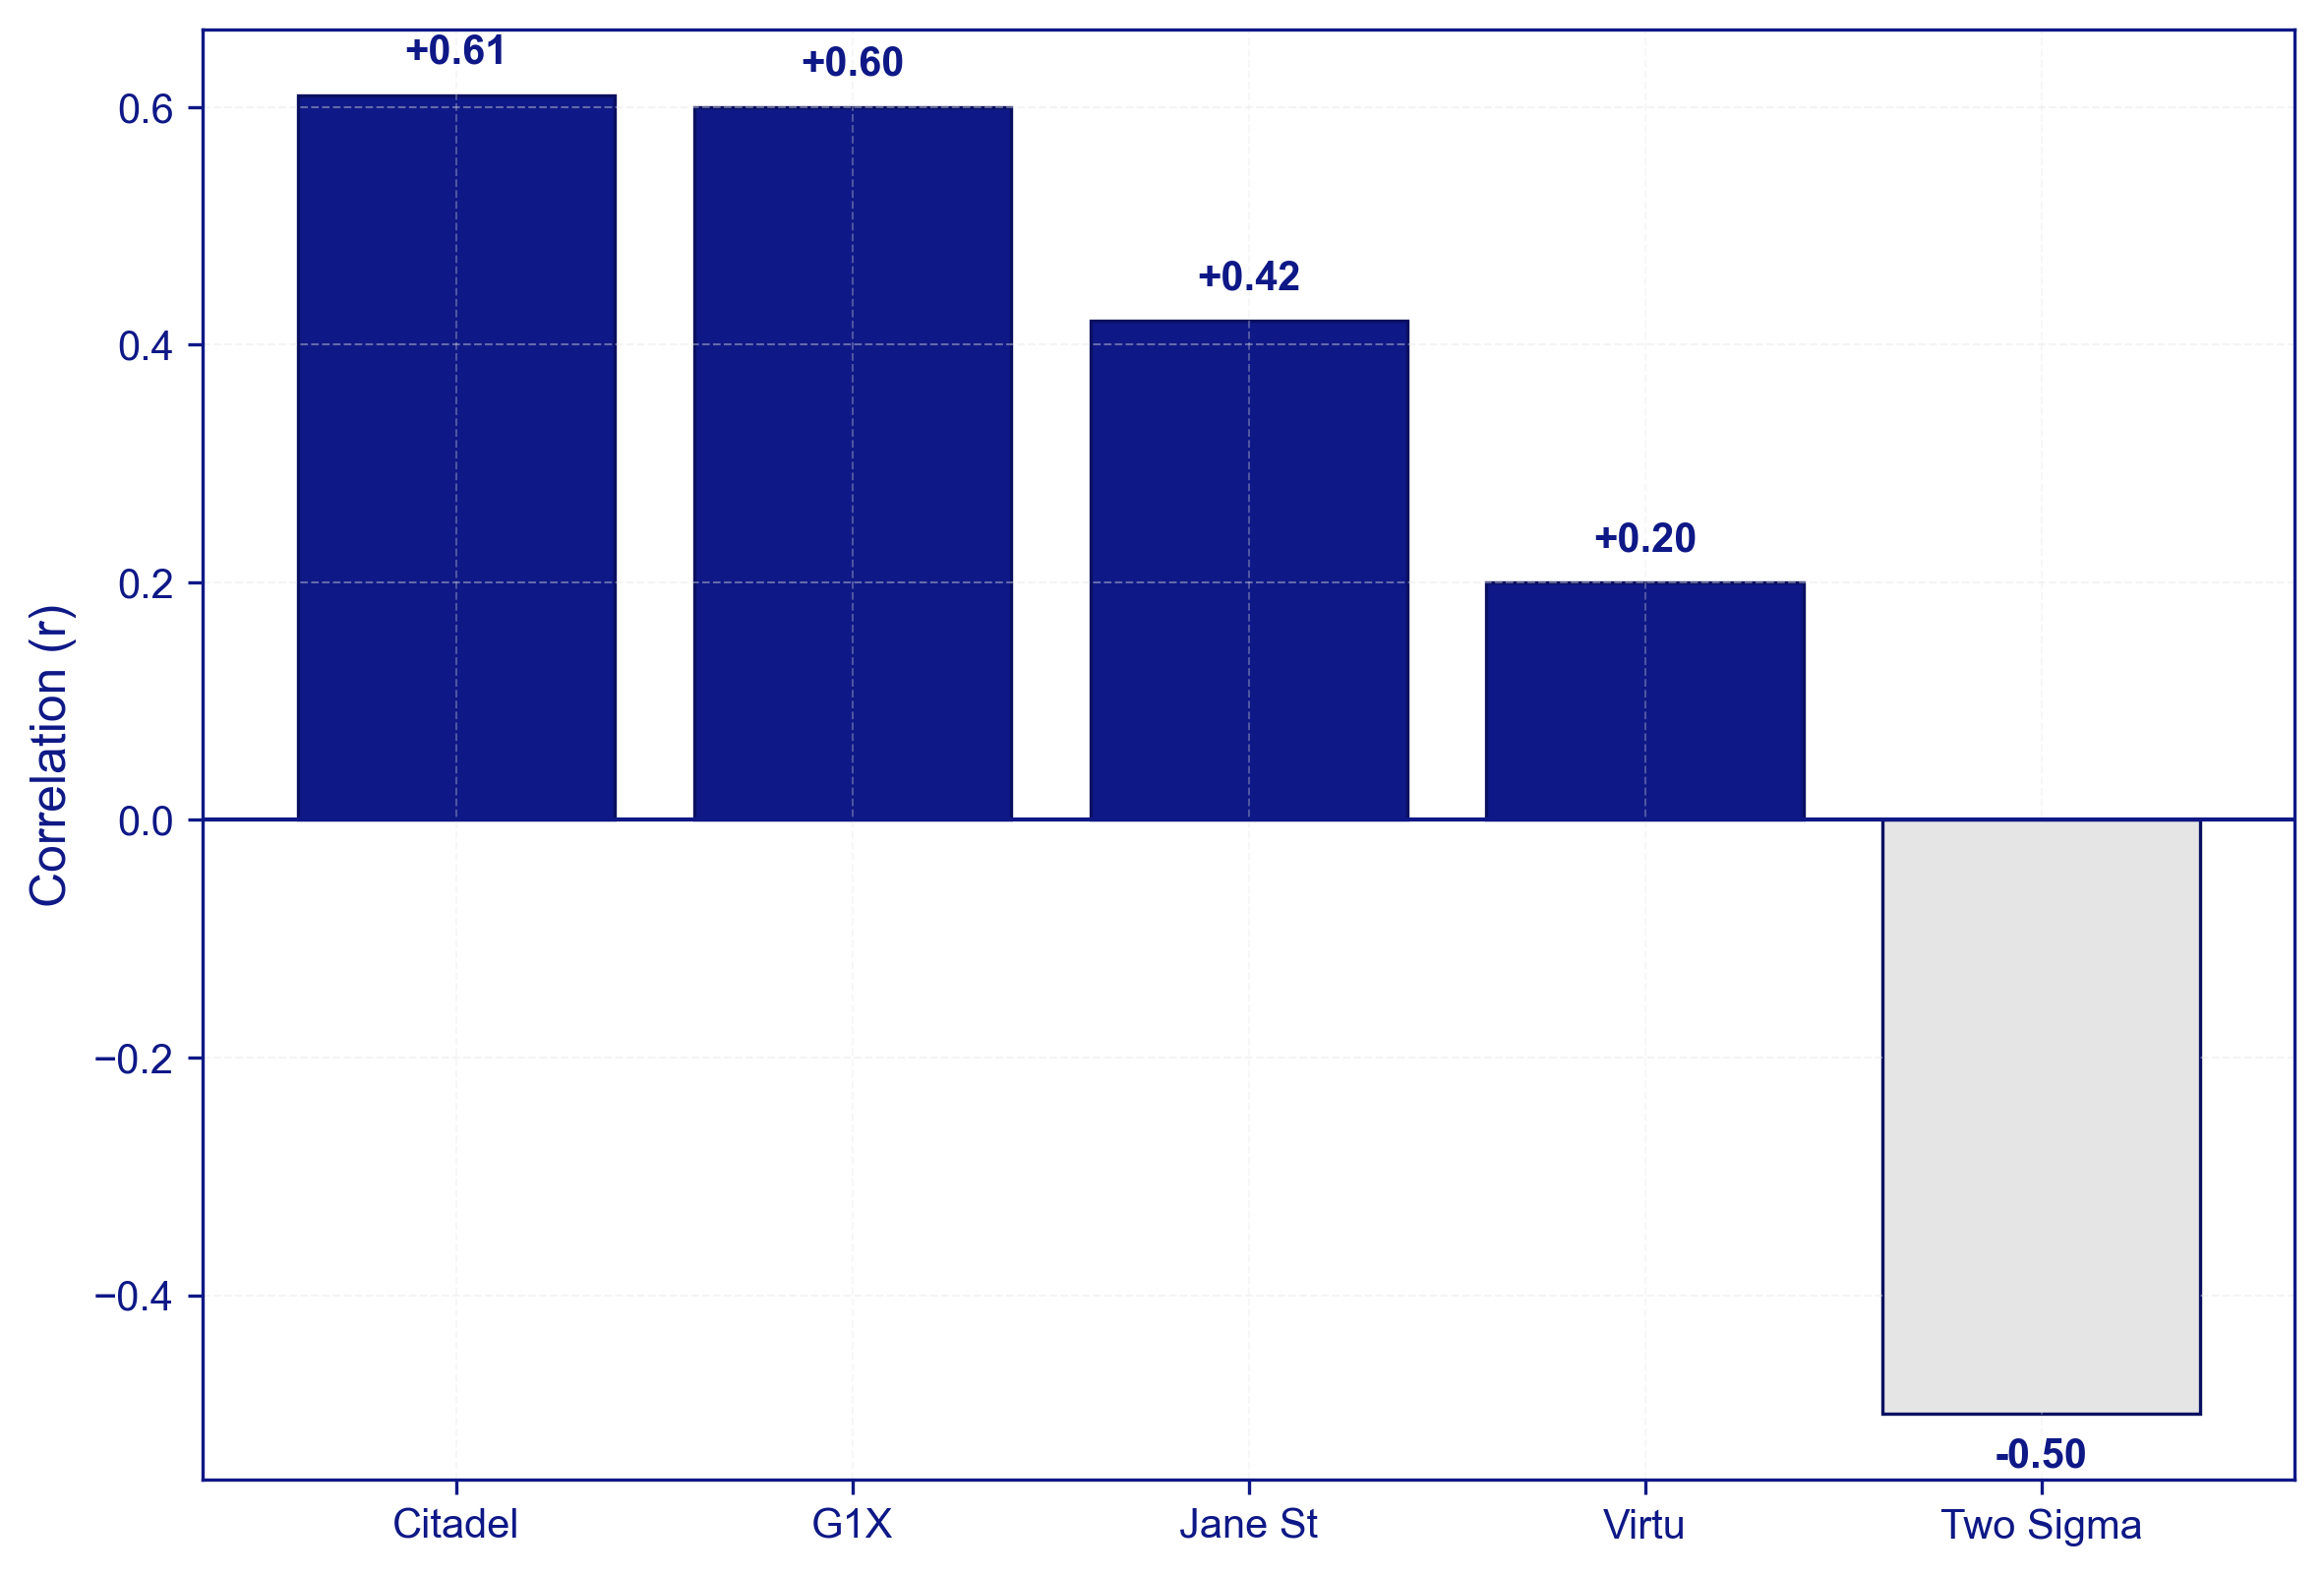 +0.61
+0.60
+0.42
+0.20
-0.50
0.6
0.4
0.2
0.0
−0.2
−0.4
Correlation (r)
Citadel
G1X
Jane St
Virtu
Two Sigma